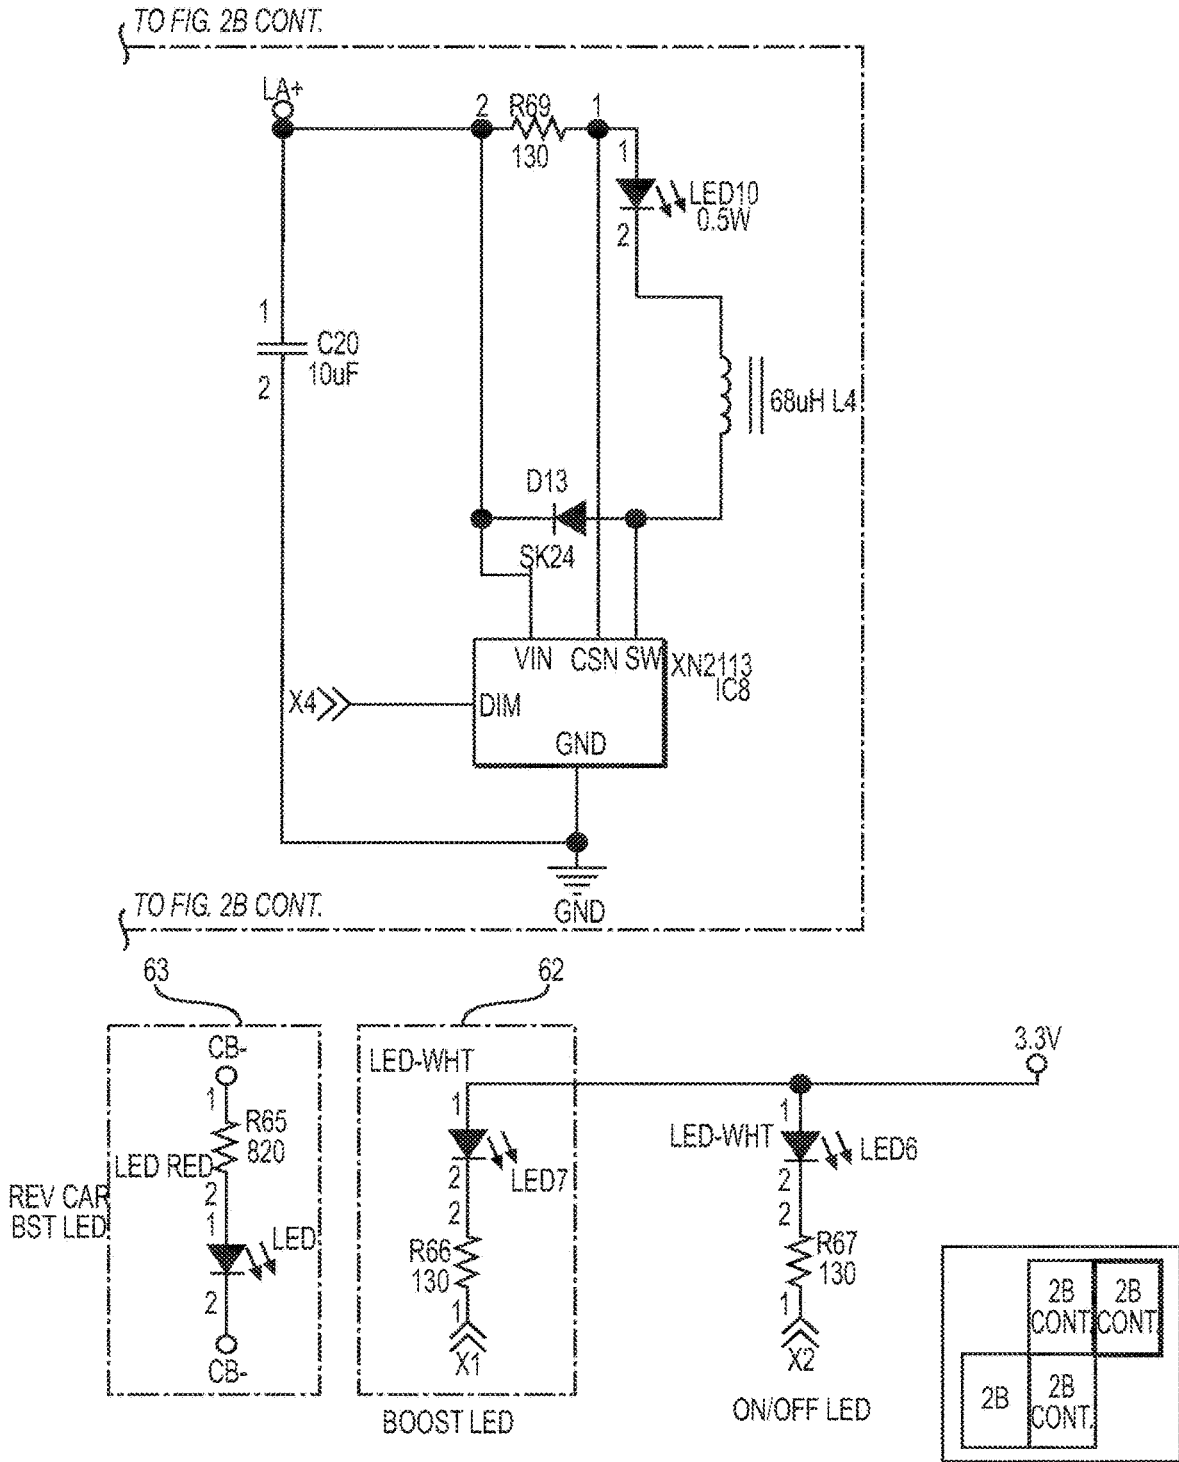 TO FIG. 2B CONT.
LA+
2
R69
1
130
1
LED10
0.5W
2
1
C20
10uF
2
68uH L4
D13
SK24
VIN
CSN
SW
XN2113
IC8
X4
DIM
GND
TO FIG. 2B CONT.
GND
63
62
CB-
1
R65
820
LED RED
2
REV CAR
BST LED
1
LED
2
CB-
LED-WHT
1
2
LED7
2
R66
130
1
X1
BOOST LED
3.3V
1
LED-WHT
LED6
2
2
R67
130
1
X2
ON/OFF LED
2B
CONT.
2B
CONT.
2B
2B
CONT.